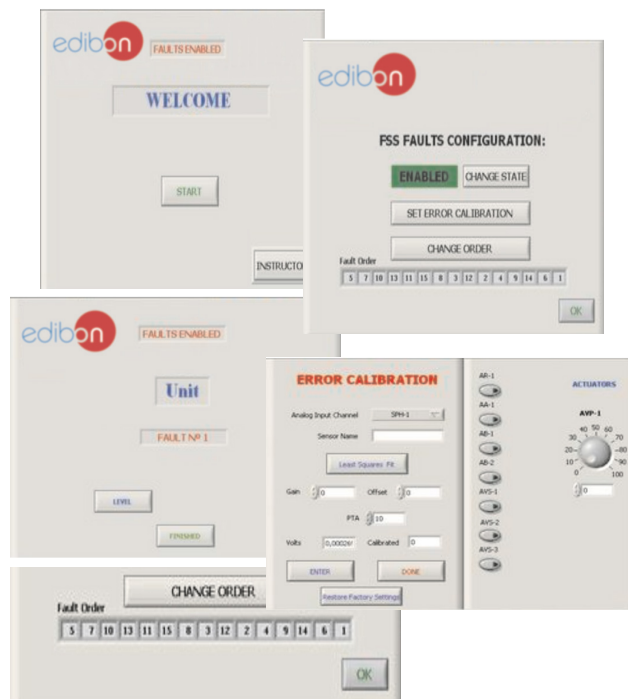 edibon
FAULTS ENABLED
WELCOME
START
INSTRUCTO
edibon
FSS FAULTS CONFIGURATION:
ENABLED CHANGE STATE
SET ERROR CALIBRATION
CHANGE ORDER
Fault Order
5 7 10 13 11 15 8 3 12 2 4 9 14 6 1
OK
edibon
FAULTS ENABLED
Unit
FAULT Nº 1
LEVEL
FINISHED
ERROR CALIBRATION
Analog Input Channel SPH-1
Sensor Name
Least Squares Fit
Gain 0 Offset 0
PTA 10
Volts Calibrated 0
ENTER DONE
Restore Factory Settings
AR-1
AA-1
AB-1
AB-2
AVS-1
AVS-2
AVS-3
ACTUATORS
AVP-1
0 10 20 30 40 50 60 70 80 90 100
0
CHANGE ORDER
Fault Order
5 7 10 13 11 15 8 3 12 2 4 9 14 6 1
OK